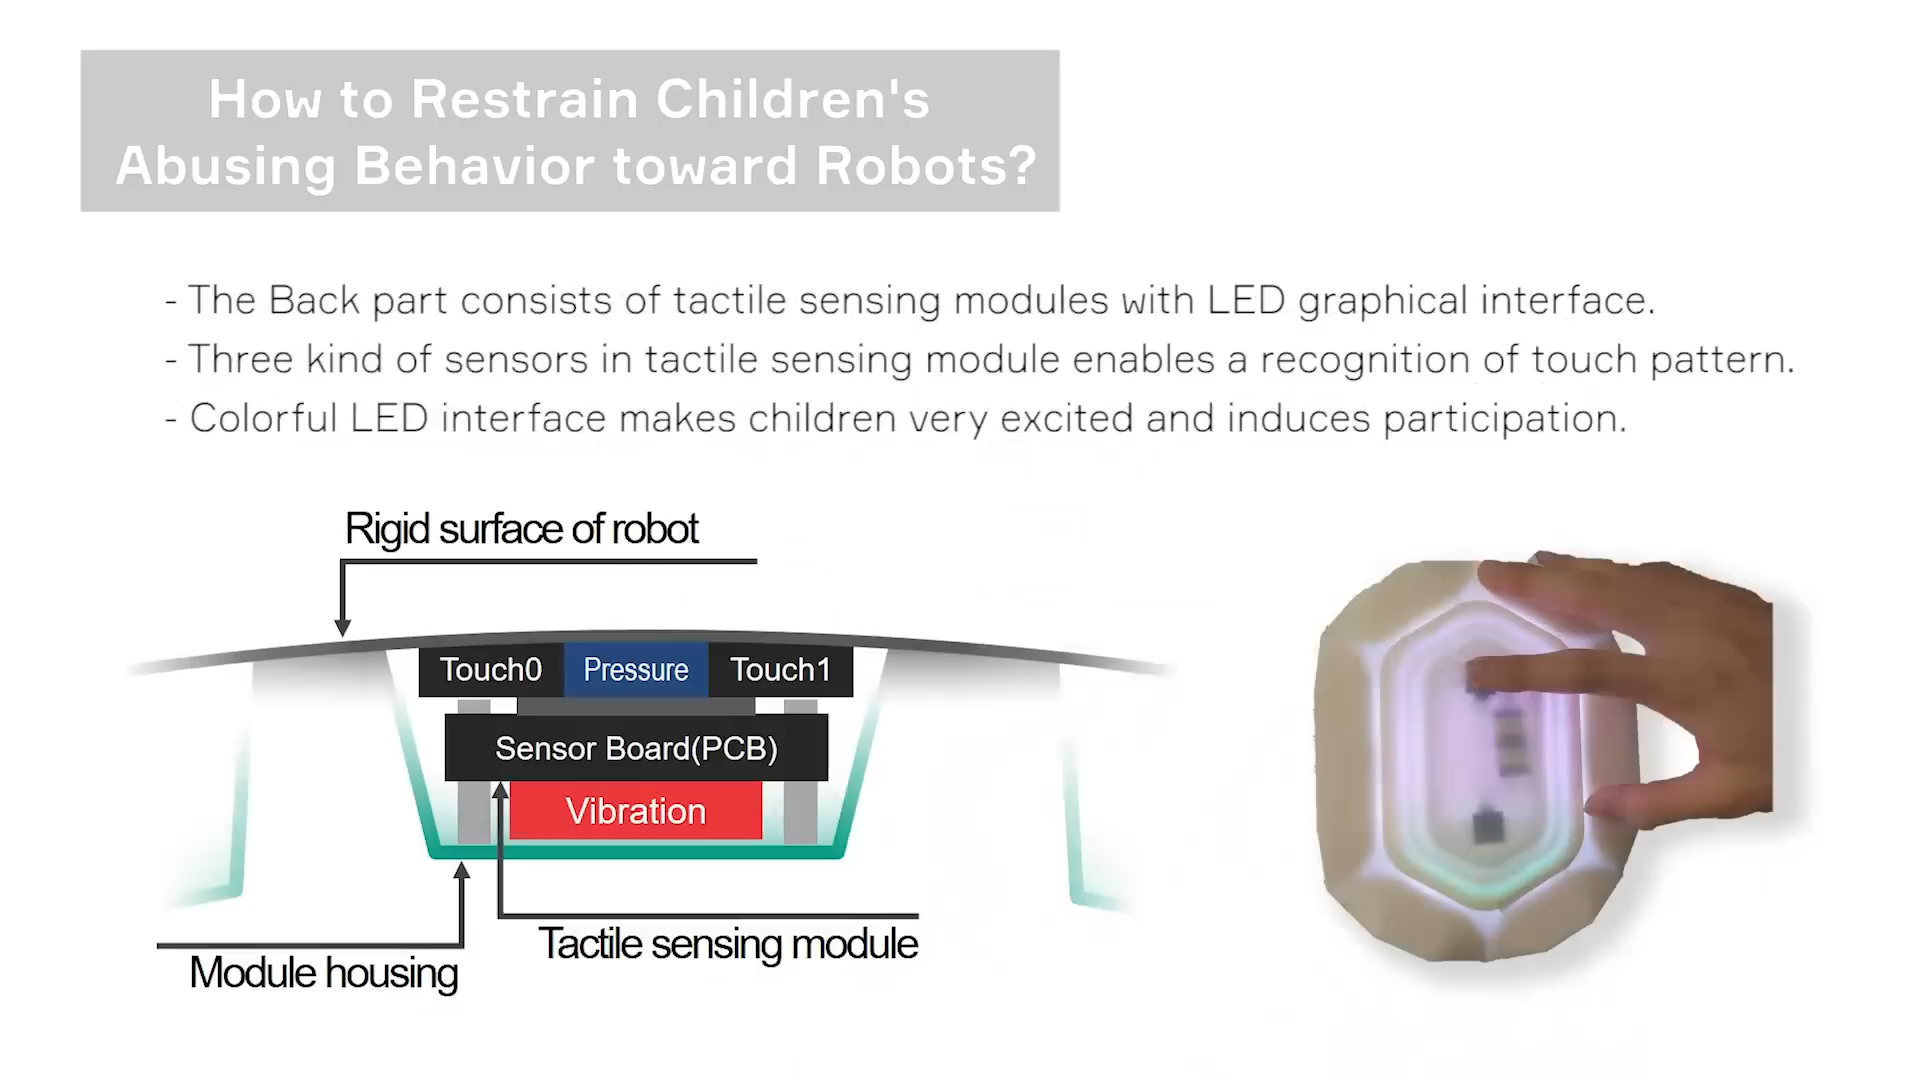 How to Restrain Children's
Abusing Behavior toward Robots?
- The Back part consists of tactile sensing modules with LED graphical interface.
- Three kind of sensors in tactile sensing module enables a recognition of touch pattern.
- Colorful LED interface makes children very excited and induces participation.
Rigid surface of robot
Touch0 Pressure Touch1
Sensor Board(PCB)
Vibration
Tactile sensing module
Module housing